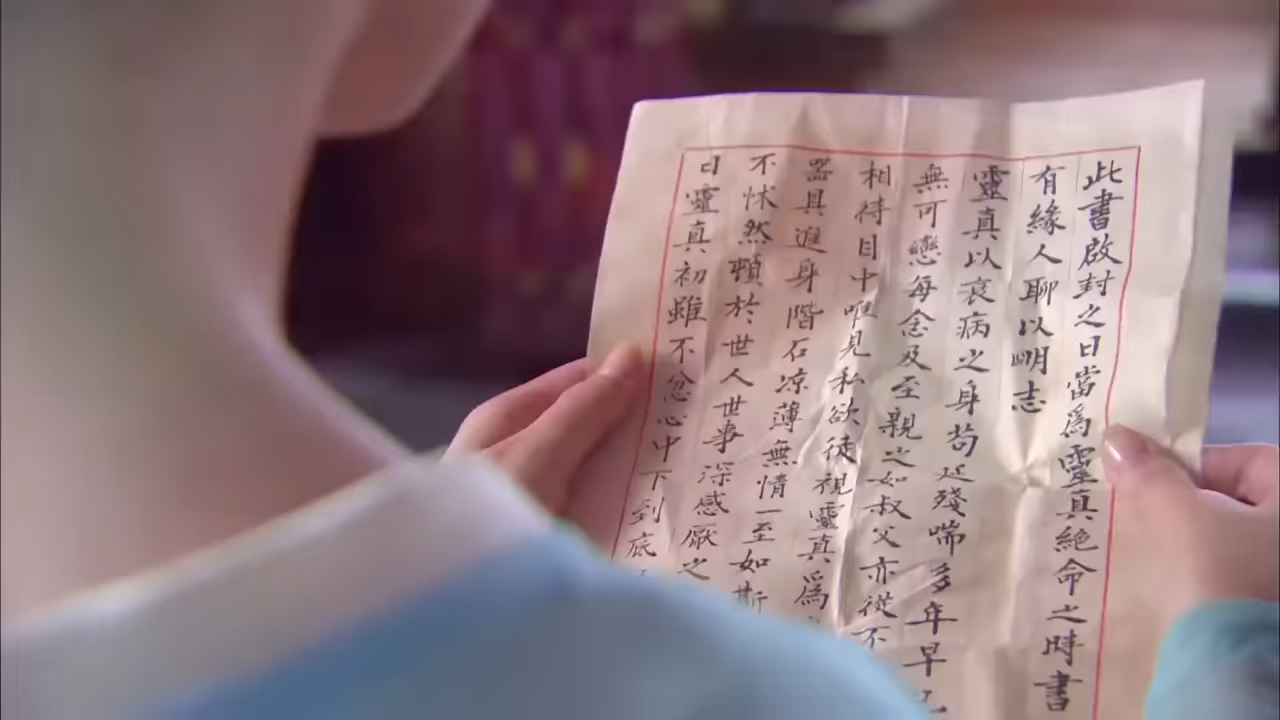 此書啟封之日當為靈真絕命之時書
有緣人聊以明志
靈真以哀病之身苟延殘喘多年早已
無可戀每念及至親之如叔父亦從不
相待目中唯見私欲徒視靈真爲
器具進身階石涼薄無情一至如斯
不怵然頓於世人世事深感厭之
日靈真初雖不忿心中下到底